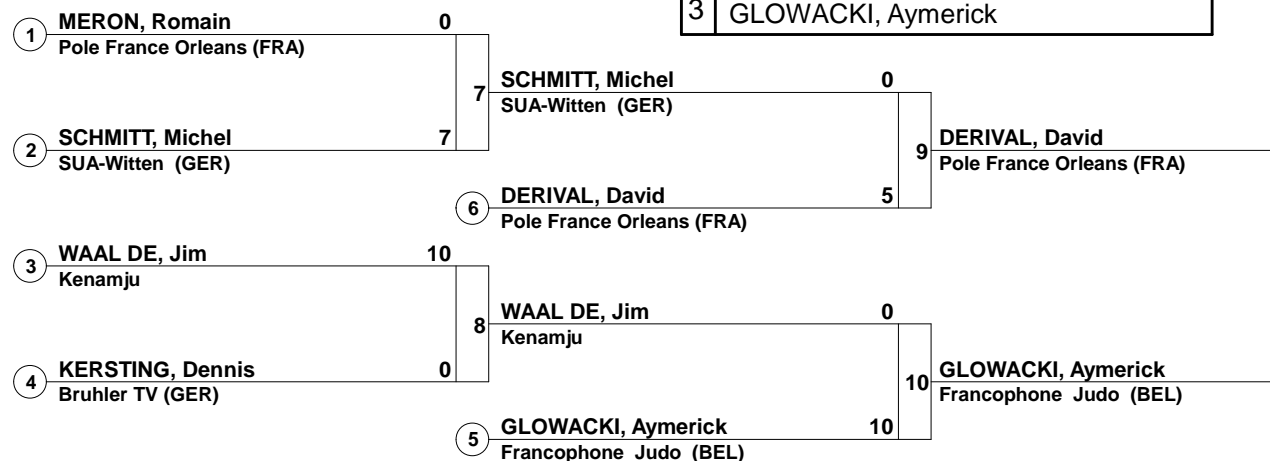 3 GLOWACKI, Aymerick
1 MERON, Romain 0
Pole France Orleans (FRA)
7 SCHMITT, Michel 0
SUA-Witten (GER)
2 SCHMITT, Michel 7
SUA-Witten (GER)
9 DERIVAL, David
Pole France Orleans (FRA)
6 DERIVAL, David 5
Pole France Orleans (FRA)
3 WAAL DE, Jim 10
Kenamju
8 WAAL DE, Jim 0
Kenamju
4 KERSTING, Dennis 0
Bruhler TV (GER)
10 GLOWACKI, Aymerick
Francophone Judo (BEL)
5 GLOWACKI, Aymerick 10
Francophone Judo (BEL)